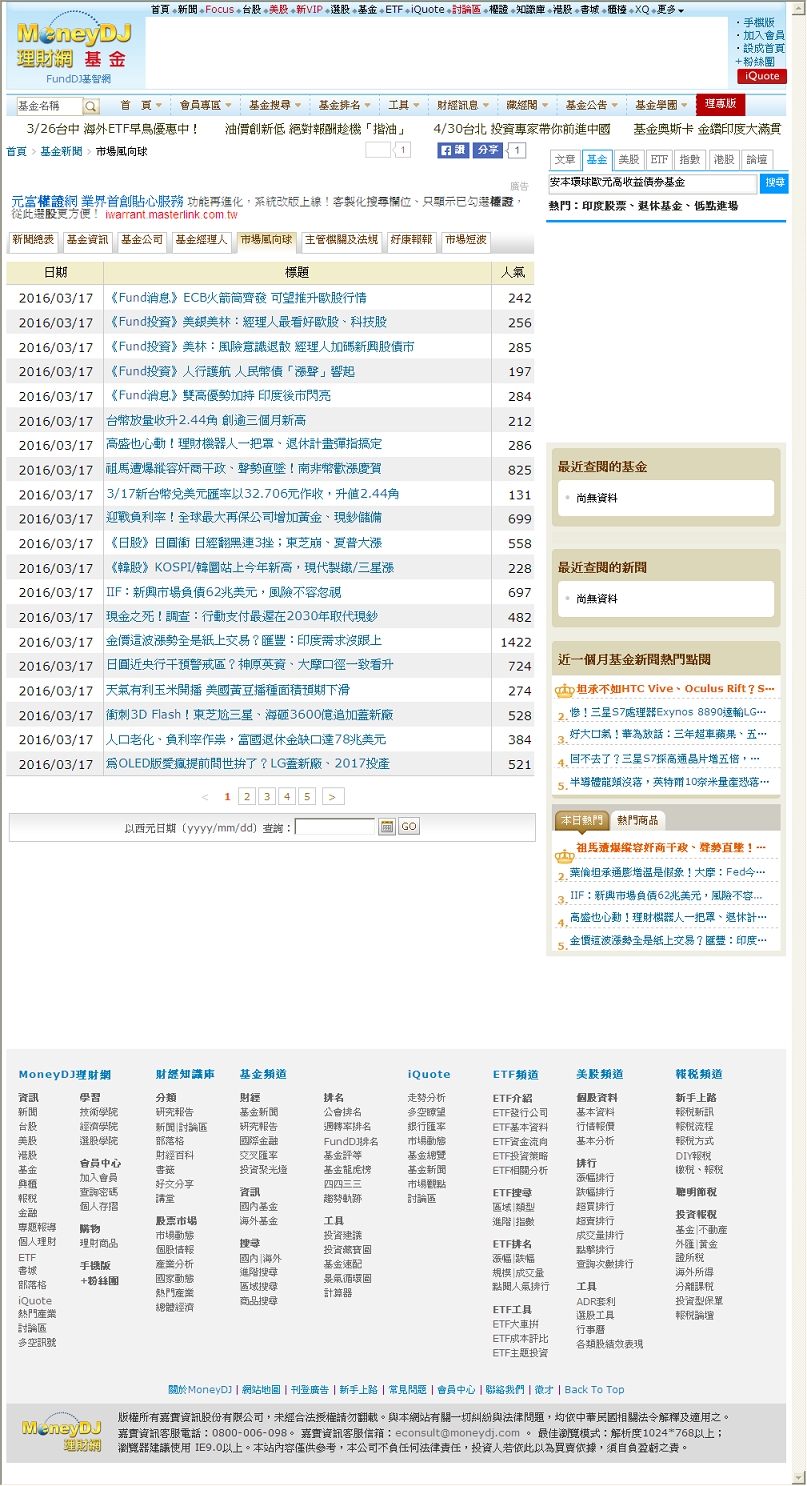 首頁 新聞 Focus 台股 美股 新VIP 選股 基金 ETF iQuote 討論區 權證 知識庫 港股 書城 櫃檯 XQ 更多
MoneyDJ
理財網 基金
FundDJ基智網
手機版
加入會員
設成首頁
+粉絲團
iQuote
基金名稱 首 頁 會員專區 基金搜尋 基金排名 工具 財經訊息 藏經閣 基金公告 基金學園 理專版
3/26台中 海外ETF早鳥優惠中！ 油價創新低 絕對報酬趁機「揩油」 4/30台北 投資專家帶你前進中國 基金奧斯卡 金鑽印度大滿貫
首頁 > 基金新聞 > 市場風向球 1 讚 分享 1
文章 基金 美股 ETF 指數 港股 論壇
安本環球歐元高收益債券基金 搜尋
熱門：印度股票、退休基金、低點進場
廣告
元富權證網 業界首創貼心服務 功能再進化，系統改版上線！客製化搜尋欄位、只顯示已勾選權證，
從此選股更方便！ iwarrant.masterlink.com.tw
新聞總表 基金資訊 基金公司 基金經理人 市場風向球 主管機關及法規 好康報報 市場短波
日期 標題 人氣
2016/03/17 《Fund消息》ECB火箭筒齊發 可望推升歐股行情 242
2016/03/17 《Fund投資》美銀美林：經理人最看好歐股、科技股 256
2016/03/17 《Fund投資》美林：風險意識退散 經理人加碼新興股債市 285
2016/03/17 《Fund投資》人行護航 人民幣債「漲聲」響起 197
2016/03/17 《Fund消息》雙高優勢加持 印度後市閃亮 284
2016/03/17 台幣放量收升2.44角 創逾三個月新高 212
2016/03/17 高盛也心動！理財機器人一把罩、退休計畫彈指搞定 286
2016/03/17 祖馬遭爆縱容奸商干政、聲勢直墜！南非幣歡漲慶賀 825
2016/03/17 3/17新台幣兌美元匯率以32.706元作收，升值2.44角 131
2016/03/17 迎戰負利率！全球最大再保公司增加黃金、現鈔儲備 699
2016/03/17 《日股》日圓衝 日經翻黑連3挫；東芝崩、夏普大漲 558
2016/03/17 《韓股》KOSPI/韓圜站上今年新高，現代製鐵/三星漲 228
2016/03/17 IIF：新興市場負債62兆美元，風險不容忽視 697
2016/03/17 現金之死！調查：行動支付最遲在2030年取代現鈔 482
2016/03/17 金價這波漲勢全是紙上交易？匯豐：印度需求沒跟上 1422
2016/03/17 日圓近央行干預警戒區？神原英資、大摩口徑一致看升 724
2016/03/17 天氣有利玉米開播 美國黃豆播種面積預期下滑 274
2016/03/17 衝刺3D Flash！東芝尬三星、海砸3600億追加蓋新廠 528
2016/03/17 人口老化、負利率作祟，富國退休金缺口達78兆美元 384
2016/03/17 為OLED版愛瘋提前問世拚了？LG蓋新廠、2017投產 521
< 1 2 3 4 5 >
以西元日期 (yyyy/mm/dd) 查詢： GO
最近查閱的基金
尚無資料
最近查閱的新聞
尚無資料
近一個月基金新聞熱門點閱
坦承不如HTC Vive、Oculus Rift？S…
2. 慘！三星S7處理器Exynos 8890遠輸LG…
3. 好大口氣！華為放話：三年超車蘋果、五…
4. 回不去了？三星S7採高通晶片增五倍，…
5. 半導體龍頭沒落，英特爾10奈米量產恐落…
本日熱門 熱門商品
祖馬遭爆縱容奸商干政、聲勢直墜！…
2. 葉倫坦承通膨增溫是假象！大摩：Fed今…
3. IIF：新興市場負債62兆美元，風險不容...
4. 高盛也心動！理財機器人一把罩、退休計…
5. 金價這波漲勢全是紙上交易？匯豐：印度…
MoneyDJ理財網
資訊
新聞
台股
美股
港股
基金
興櫃
報稅
金融
專題報導
個人理財
ETF
書城
部落格
iQuote
熱門產業
討論區
多空訊號
學習
技術學院
經濟學院
選股學院
會員中心
加入會員
查詢密碼
個人存摺
購物
理財商品
手機版
+粉絲團
財經知識庫
分類
研究報告
新聞|討論區
部落格
財經百科
書籤
好文分享
講堂
股票市場
市場動態
個股情報
產業分析
國家動態
熱門產業
總體經濟
基金頻道
財經
基金新聞
研究報告
國際金融
交叉匯率
投資聚光燈
資訊
國內基金
海外基金
搜尋
國內|海外
進階搜尋
區域搜尋
商品搜尋
排名
公會排名
週轉率排名
FundDJ排名
基金評等
基金龍虎榜
四四三三
趨勢軌跡
工具
投資建議
投資藏寶圖
基金速配
景氣循環圖
計算器
iQuote
走勢分析
多空瞭望
銀行匯率
市場動態
基金總覽
基金新聞
市場觀點
討論區
ETF頻道
ETF介紹
ETF發行公司
ETF基本資料
ETF資金流向
ETF投資策略
ETF相關分析
ETF搜尋
區域|類型
進階|指數
ETF排名
漲幅|跌幅
規模|成交量
點閱人氣排行
ETF工具
ETF大車拚
ETF成本評比
ETF主題投資
美股頻道
個股資料
基本資料
行情報價
基本分析
排行
漲幅排行
跌幅排行
超買排行
超賣排行
成交量排行
點擊排行
查詢次數排行
工具
ADR套利
選股工具
行事曆
各類股績效表現
報稅頻道
新手上路
報稅新訊
報稅流程
報稅方式
DIY報稅
繳稅、報稅
聰明節稅
投資報稅
基金|不動產
外匯|黃金
證所稅
海外所得
分離課稅
投資型保單
報稅論壇
關於MoneyDJ | 網站地圖 | 刊登廣告 | 新手上路 | 常見問題 | 會員中心 | 聯絡我們 | 徵才 | Back To Top
MoneyDJ
理財網
版權所有嘉實資訊股份有限公司，未經合法授權請勿翻載。與本網站有關一切糾紛與法律問題，均依中華民國相關法令解釋及適用之。
嘉實資訊客服電話：0800-006-098。 嘉實資訊客服信箱：econsult@moneydj.com 。 最佳瀏覽模式：解析度1024*768以上；
瀏覽器建議使用 IE9.0以上。本站內容僅供參考，本公司不負任何法律責任，投資人若依此以為買賣依據，須自負盈虧之責。